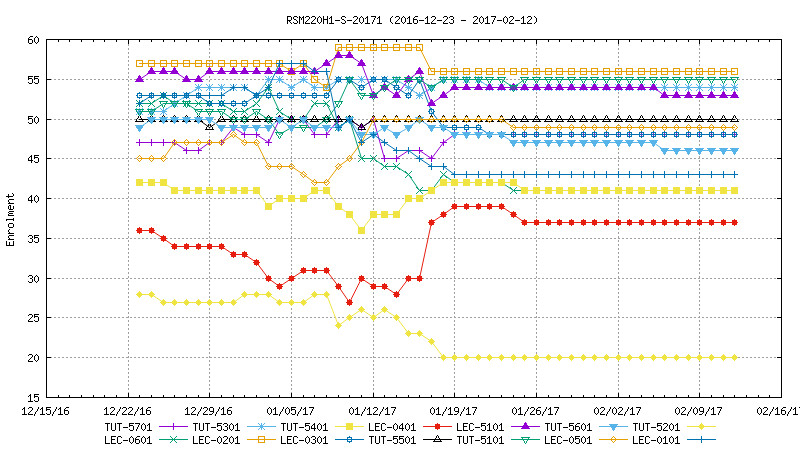 RSM220H1-S-20171 (2016-12-23 - 2017-02-12)
60
55
50
45
40
35
30
25
20
15
Enrolment
12/15/16 12/22/16 12/29/16 01/05/17 01/12/17 01/19/17 01/26/17 02/02/17 02/09/17 02/16/17
TUT-5701 TUT-5301 TUT-5401 LEC-0401 LEC-5101 TUT-5601 TUT-5201
LEC-0601 LEC-0201 LEC-0301 TUT-5501 TUT-5101 LEC-0501 LEC-0101